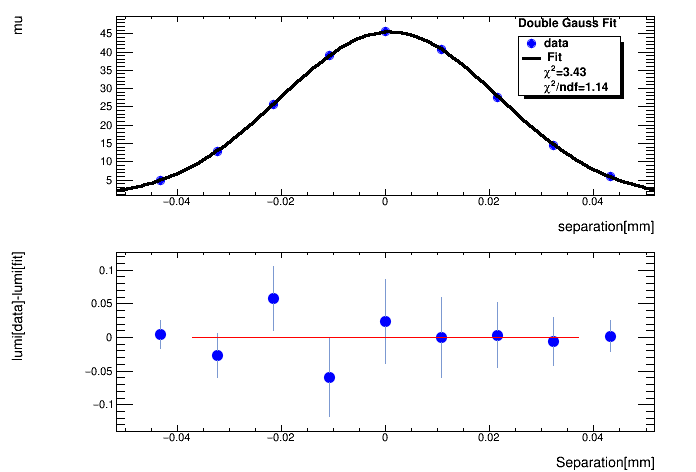 mu
Double Gauss Fit
data
Fit
χ²=3.43
χ²/ndf=1.14
45
40
35
30
25
20
15
10
5
−0.04 −0.02 0 0.02 0.04
separation[mm]
lumi[data]-lumi[fit]
0.1
0.05
0
−0.05
−0.1
−0.04 −0.02 0 0.02 0.04
Separation[mm]